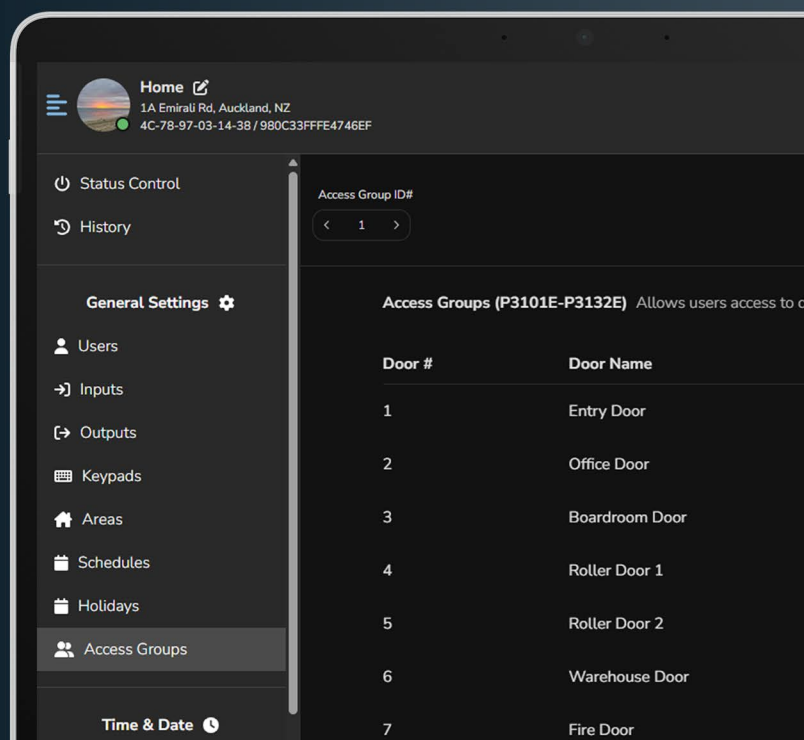 Home
1A Emirali Rd, Auckland, NZ
4C-78-97-03-14-38 / 980C33FFFE4746EF
Status Control
History
General Settings
Users
Inputs
Outputs
Keypads
Areas
Schedules
Holidays
Access Groups
Time & Date
Access Group ID#
1
Access Groups (P3101E-P3132E) Allows users access to
Door # Door Name
1 Entry Door
2 Office Door
3 Boardroom Door
4 Roller Door 1
5 Roller Door 2
6 Warehouse Door
7 Fire Door